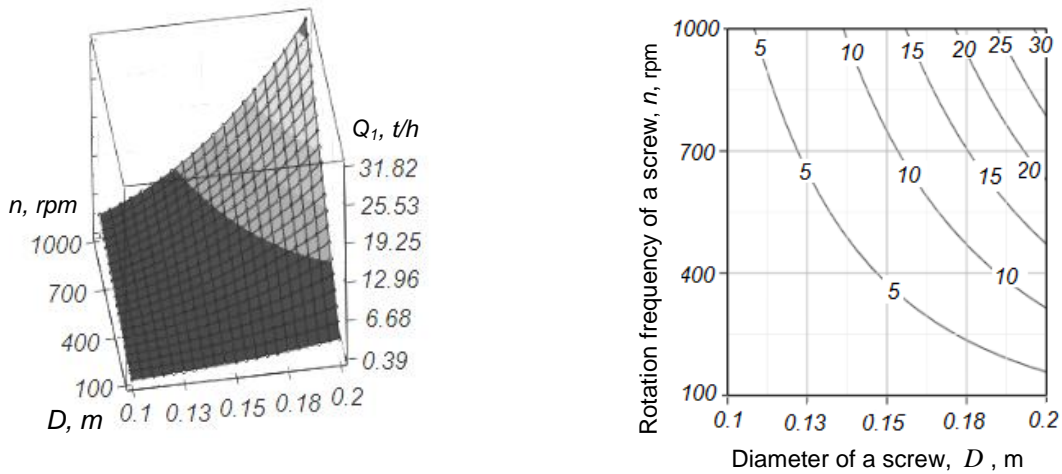 Q1, t/h
31.82
25.53
19.25
12.96
6.68
0.39
n, rpm
1000
700
400
100
0.1 0.13 0.15 0.18 0.2
D, m
Rotation frequency of a screw, n, rpm
1000
700
400
100
5 10 15 20 25 30
5 10 15 20
5 10
0.1 0.13 0.15 0.18 0.2
Diameter of a screw, D , m